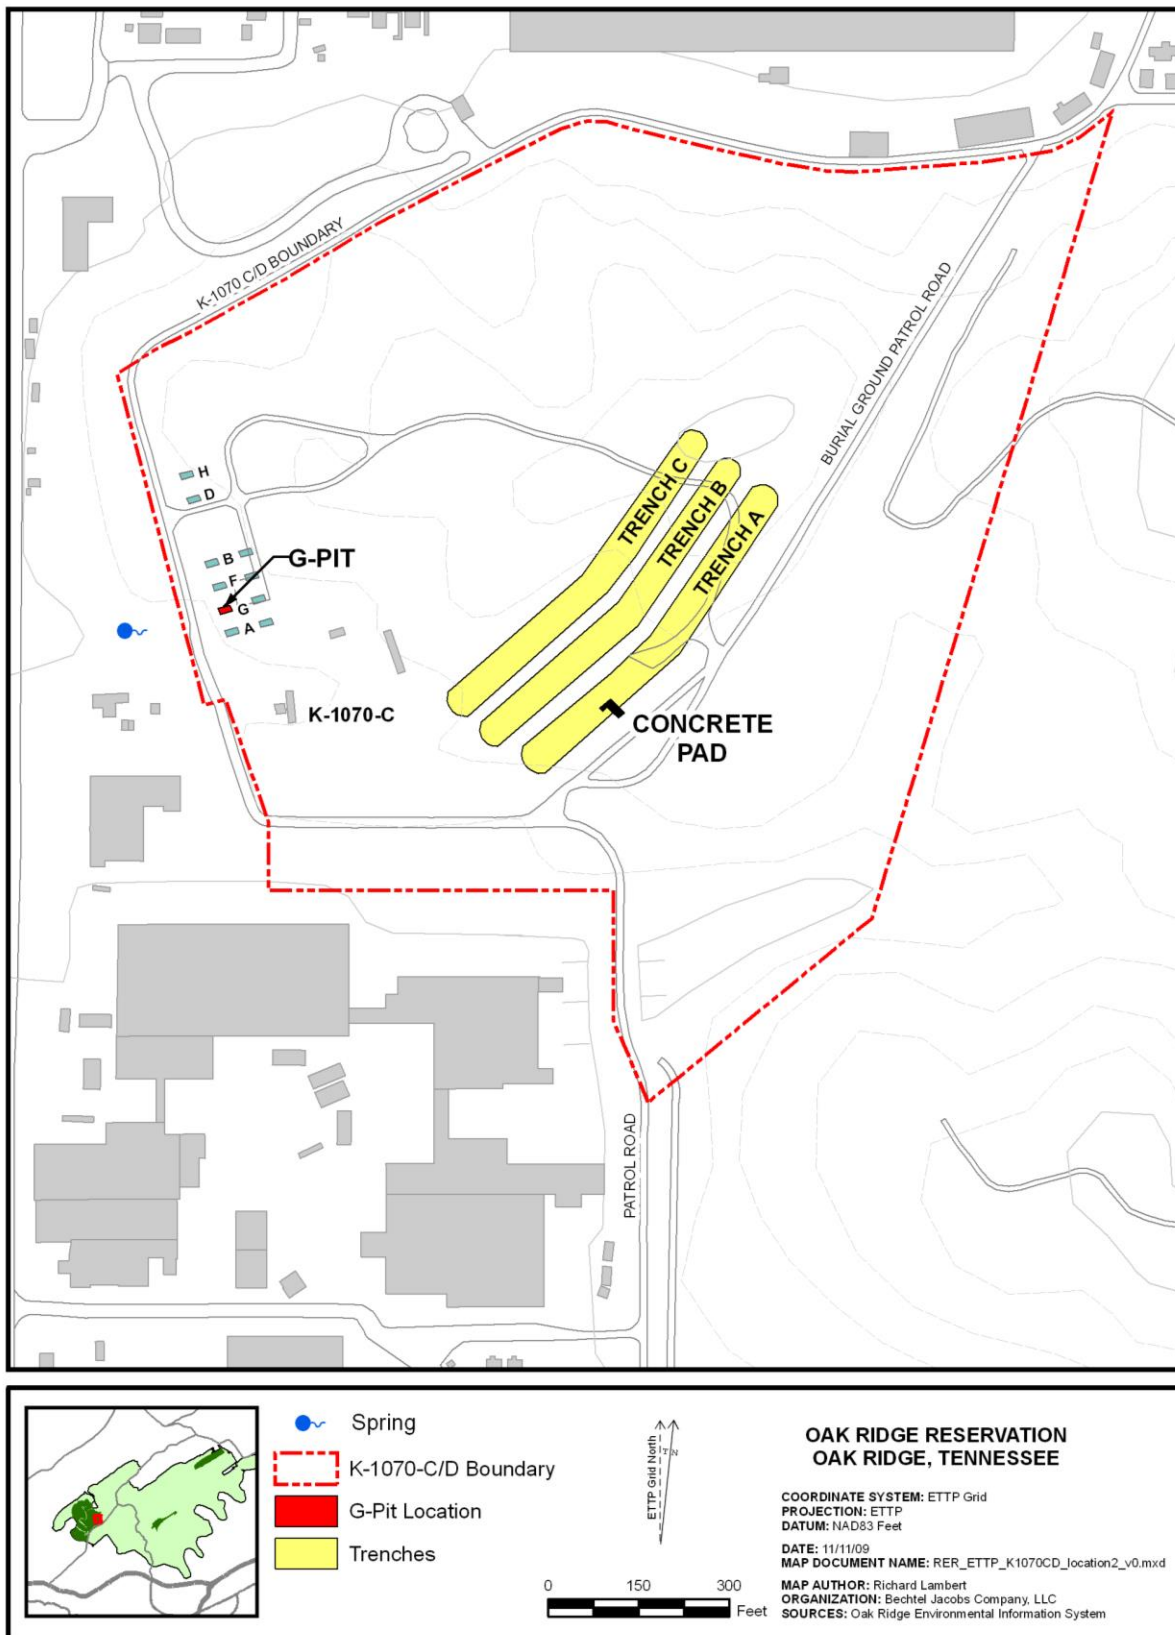 K-1070 C/D BOUNDARY
BURIAL GROUND PATROL ROAD
TRENCH C
TRENCH B
TRENCH A
H
D
B
F
G
A
G-PIT
K-1070-C
CONCRETE
PAD
PATROL ROAD
Spring
K-1070-C/D Boundary
G-Pit Location
Trenches
ETTP Grid North
T N
0 150 300
Feet
OAK RIDGE RESERVATION
OAK RIDGE, TENNESSEE
COORDINATE SYSTEM: ETTP Grid
PROJECTION: ETTP
DATUM: NAD83 Feet
DATE: 11/11/09
MAP DOCUMENT NAME: RER_ETTP_K1070CD_location2_v0.mxd
MAP AUTHOR: Richard Lambert
ORGANIZATION: Bechtel Jacobs Company, LLC
SOURCES: Oak Ridge Environmental Information System